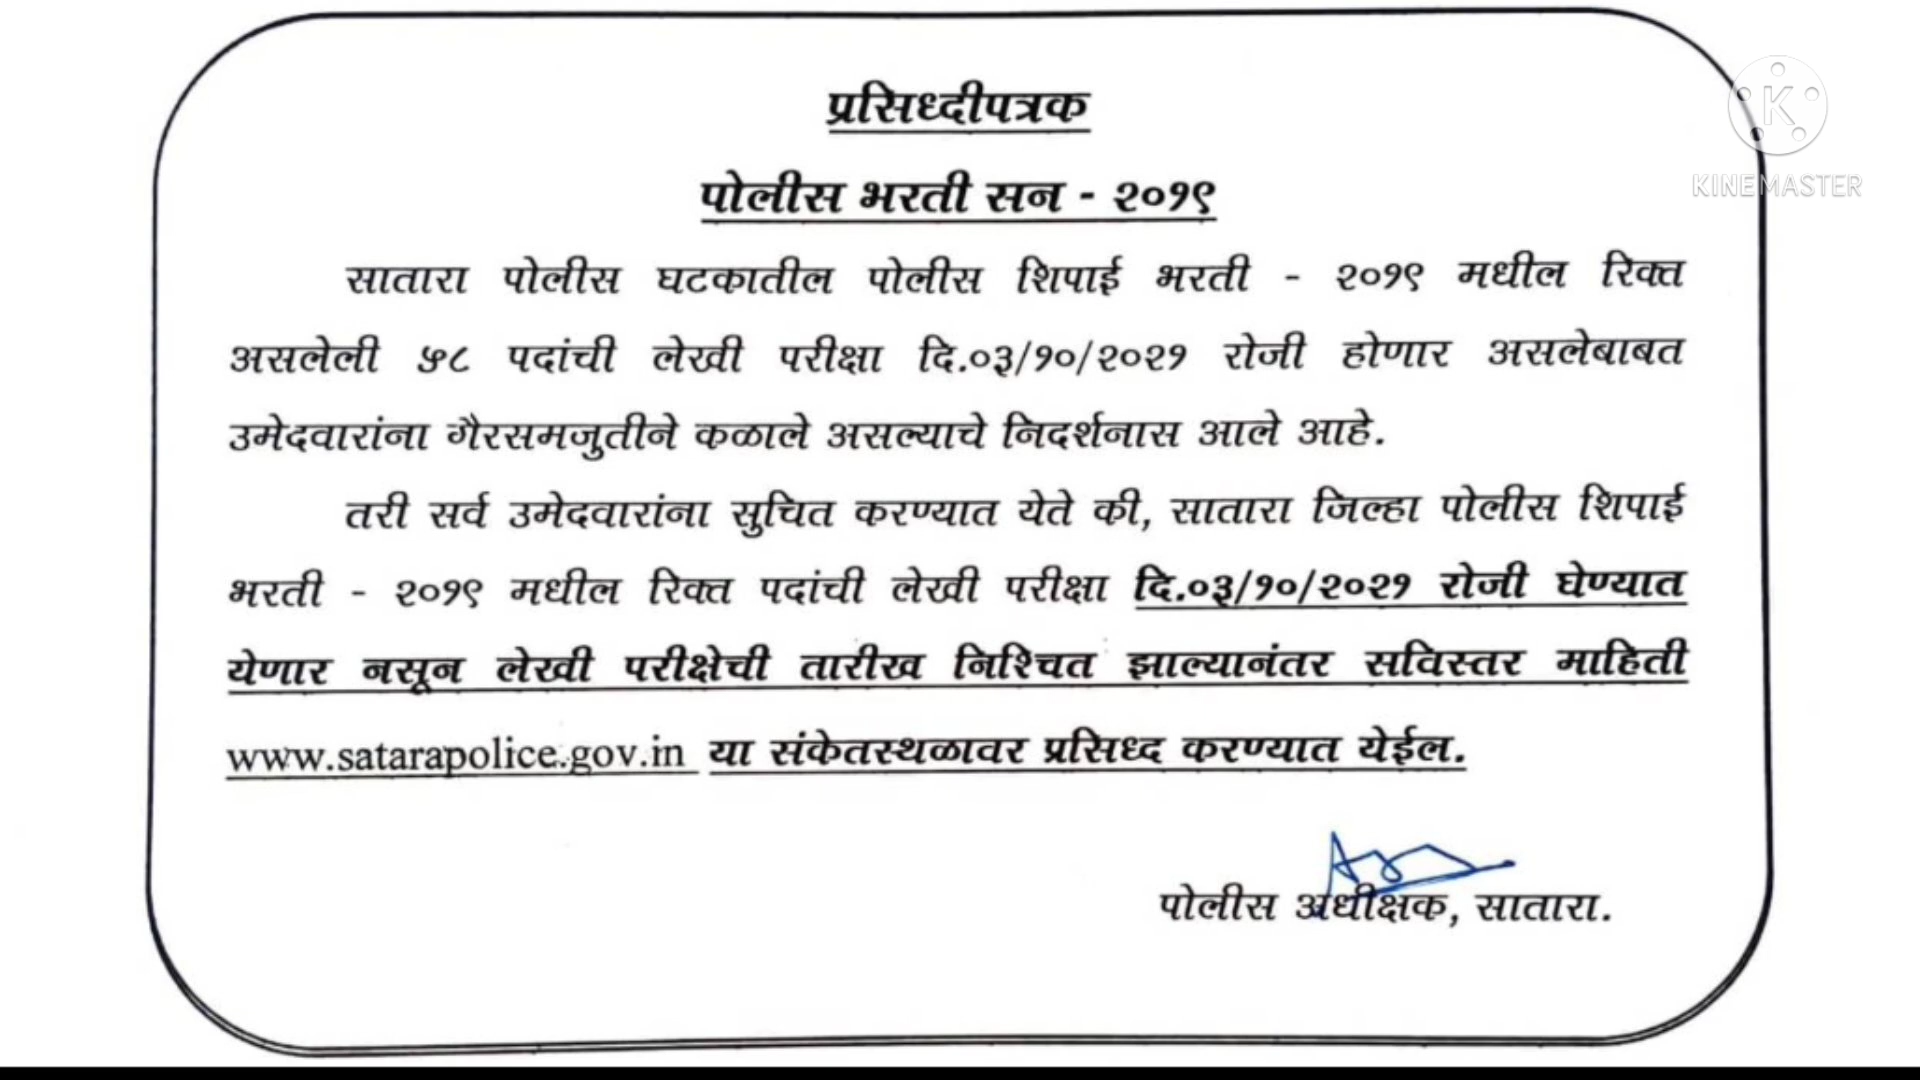 प्रसिध्दीपत्रक
पोलीस भरती सन - २०१९
सातारा पोलीस घटकातील पोलीस शिपाई भरती - २०१९ मधील रिक्त
असलेली ५८ पदांची लेखी परीक्षा दि.०३/१०/२०२१ रोजी होणार असलेबाबत
उमेदवारांना गैरसमजुतीने कळाले असल्याचे निदर्शनास आले आहे.
तरी सर्व उमेदवारांना सुचित करण्यात येते की, सातारा जिल्हा पोलीस शिपाई
भरती - २०१९ मधील रिक्त पदांची लेखी परीक्षा दि.०३/१०/२०२१ रोजी घेण्यात
येणार नसून लेखी परीक्षेची तारीख निश्चित झाल्यानंतर सविस्तर माहिती
www.satarapolice.gov.in या संकेतस्थळावर प्रसिध्द करण्यात येईल.
पोलीस अधीक्षक, सातारा.
K
KINEMASTER